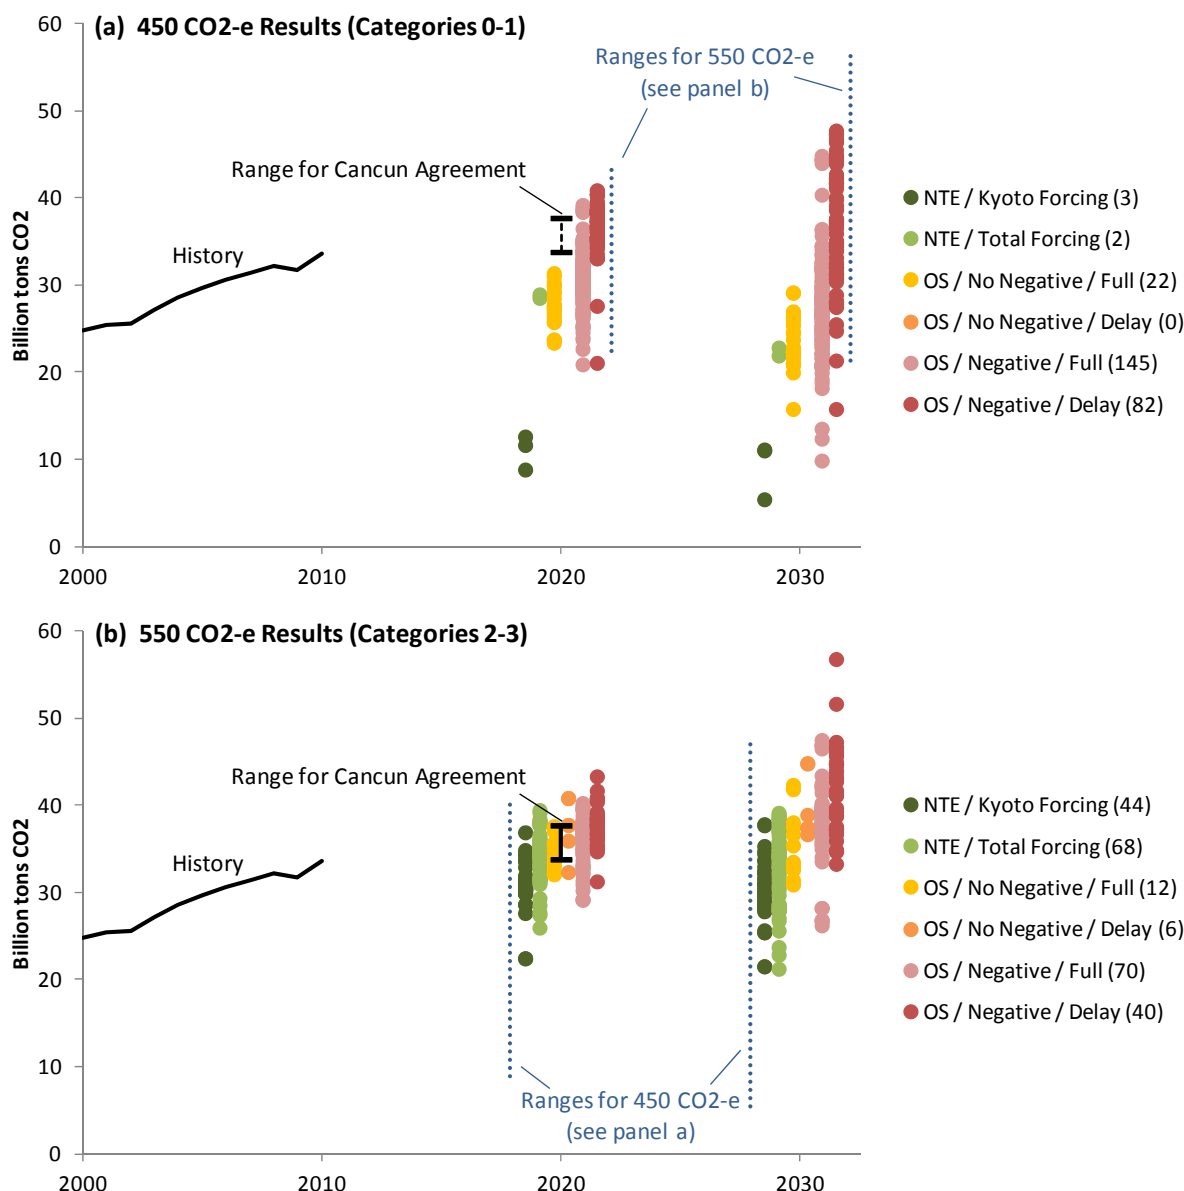 (a) 450 CO2-e Results (Categories 0-1)
Ranges for 550 CO2-e
(see panel b)
Range for Cancun Agreement
History
Billion tons CO2
60
50
40
30
20
10
0
2000
2010
2020
2030
NTE / Kyoto Forcing (3)
NTE / Total Forcing (2)
OS / No Negative / Full (22)
OS / No Negative / Delay (0)
OS / Negative / Full (145)
OS / Negative / Delay (82)
(b) 550 CO2-e Results (Categories 2-3)
Range for Cancun Agreement
History
Billion tons CO2
60
50
40
30
20
10
0
Ranges for 450 CO2-e
(see panel a)
2000
2010
2020
2030
NTE / Kyoto Forcing (44)
NTE / Total Forcing (68)
OS / No Negative / Full (12)
OS / No Negative / Delay (6)
OS / Negative / Full (70)
OS / Negative / Delay (40)